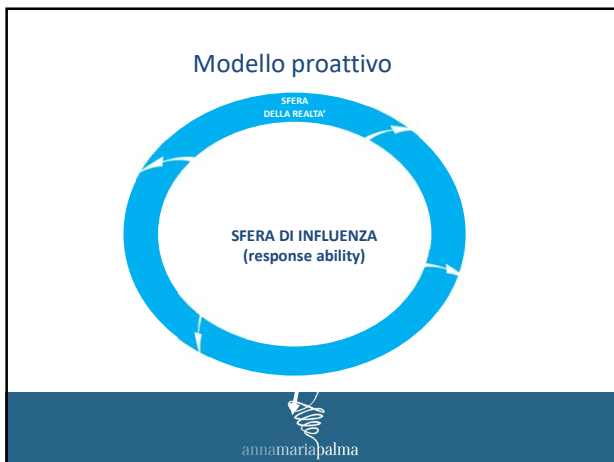 Modello proattivo
SFERA
DELLA REALTA'
SFERA DI INFLUENZA
(response ability)
annamariapalma